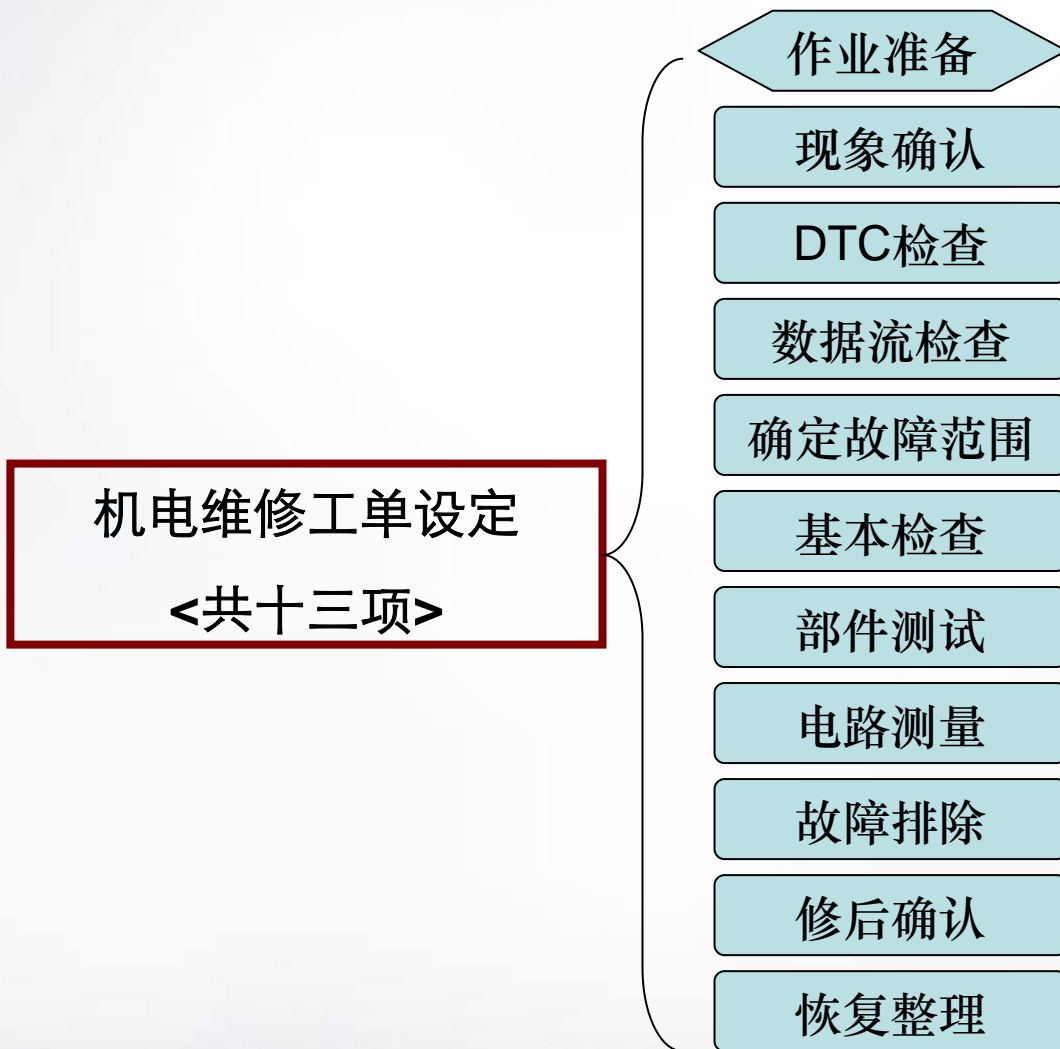 作业准备
现象确认
DTC检查
数据流检查
确定故障范围
基本检查
部件测试
电路测量
故障排除
修后确认
恢复整理
机电维修工单设定
<共十三项>